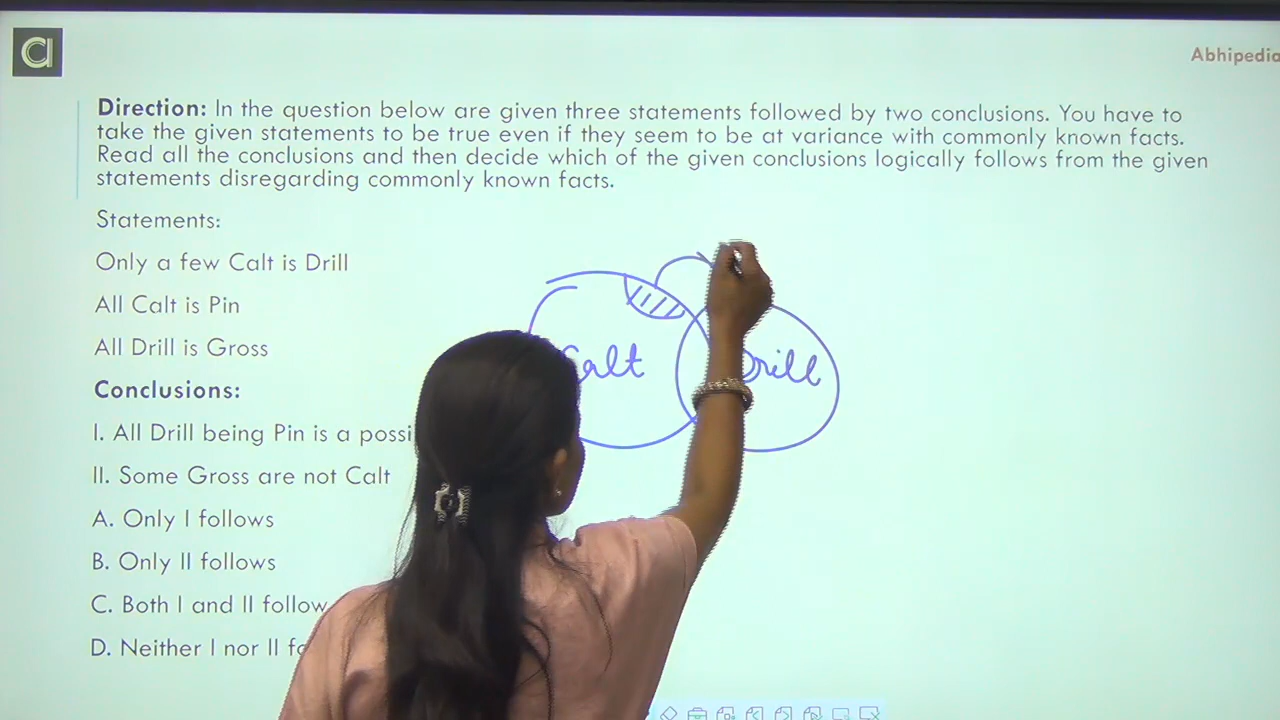 Abhipedia
Direction: In the question below are given three statements followed by two conclusions. You have to
take the given statements to be true even if they seem to be at variance with commonly known facts.
Read all the conclusions and then decide which of the given conclusions logically follows from the given
statements disregarding commonly known facts.
Statements:
Only a few Calt is Drill
All Calt is Pin
All Drill is Gross
Conclusions:
I. All Drill being Pin is a
II. Some Gross are not Calt
A. Only I follows
B. Only II follows
C. Both I and II follow
D. Neither I nor II
Calt
Drill